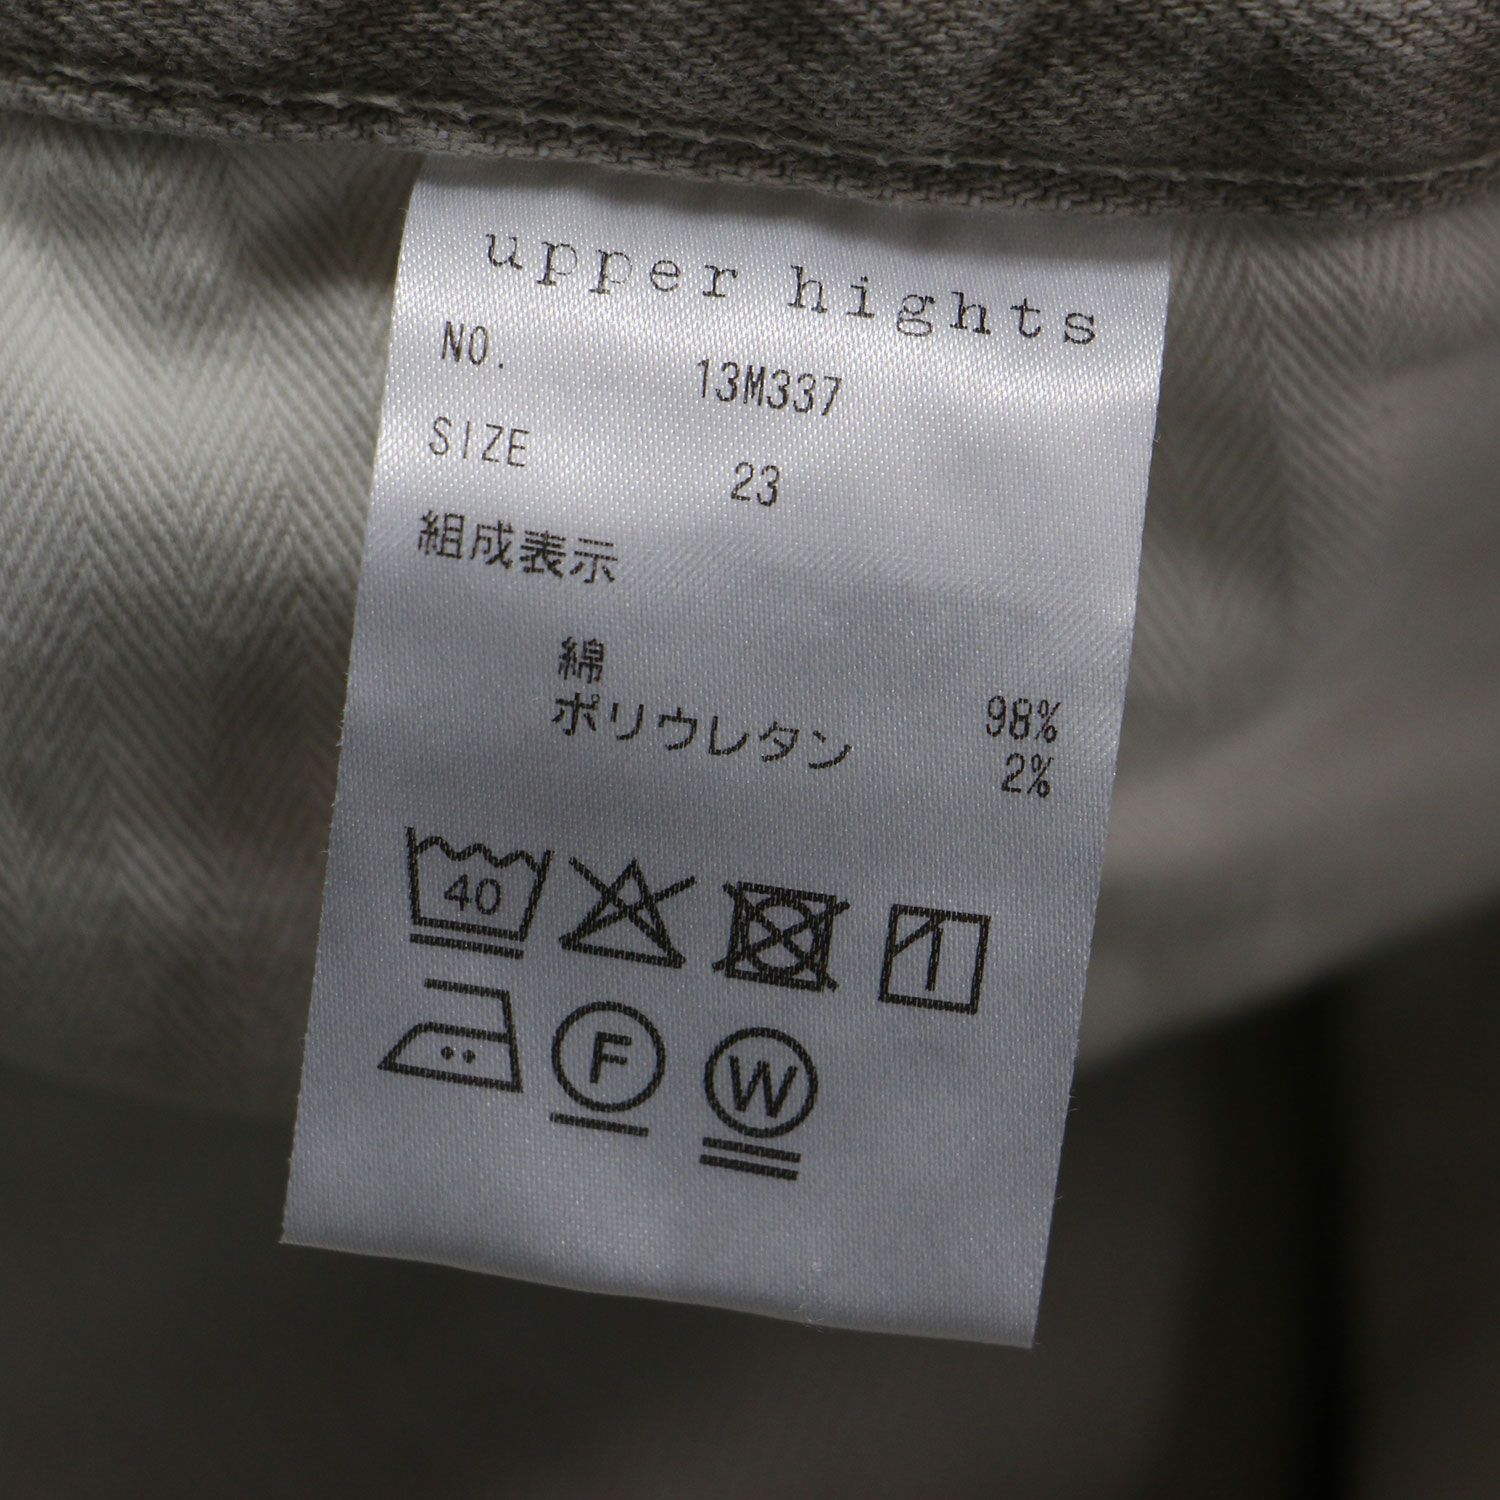 upper hights
NO. 13M337
SIZE 23
組成表示
綿 98%
ポリウレタン 2%
40
F
W